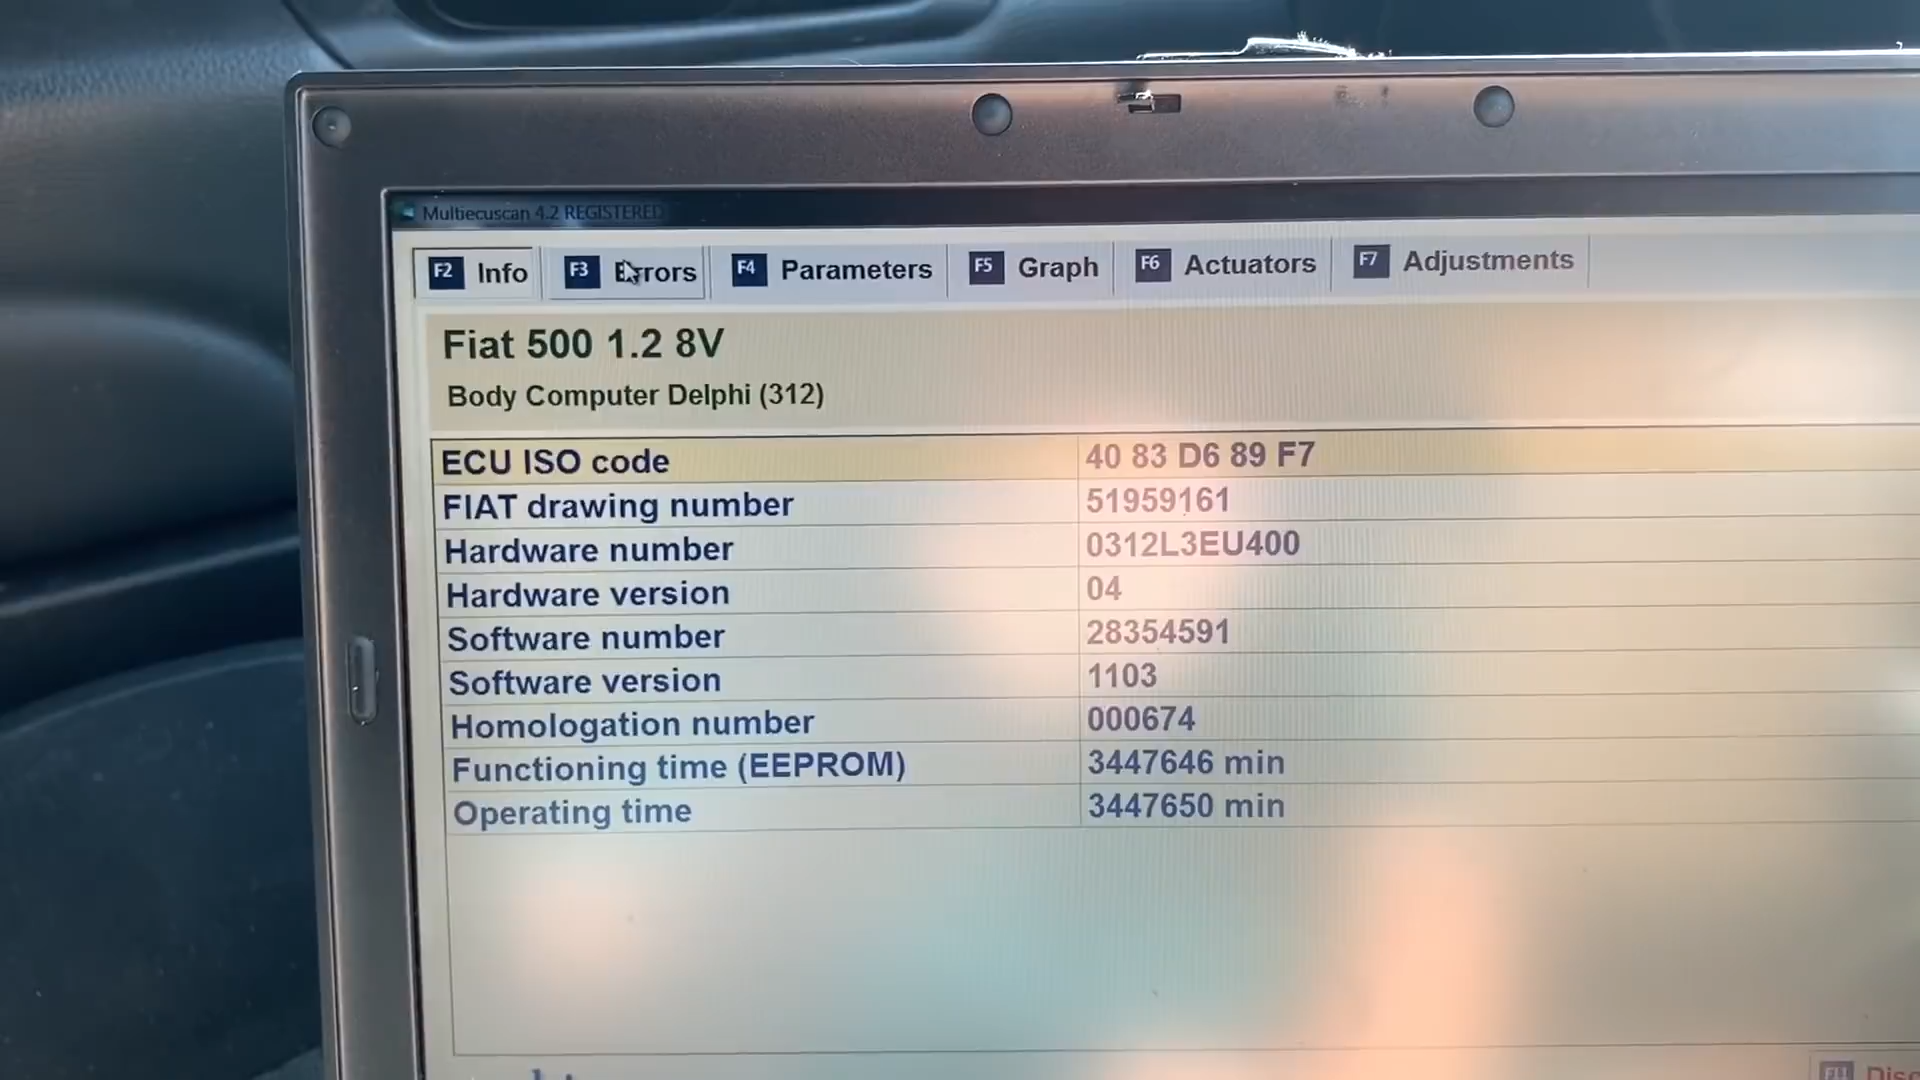 Multiecuscan 4.2 REGISTERED
F2 Info F3 Errors F4 Parameters F5 Graph F6 Actuators F7 Adjustments
Fiat 500 1.2 8V
Body Computer Delphi (312)
ECU ISO code 40 83 D6 89 F7
FIAT drawing number 51959161
Hardware number 0312L3EU400
Hardware version 04
Software number 28354591
Software version 1103
Homologation number 000674
Functioning time (EEPROM) 3447646 min
Operating time 3447650 min
F11